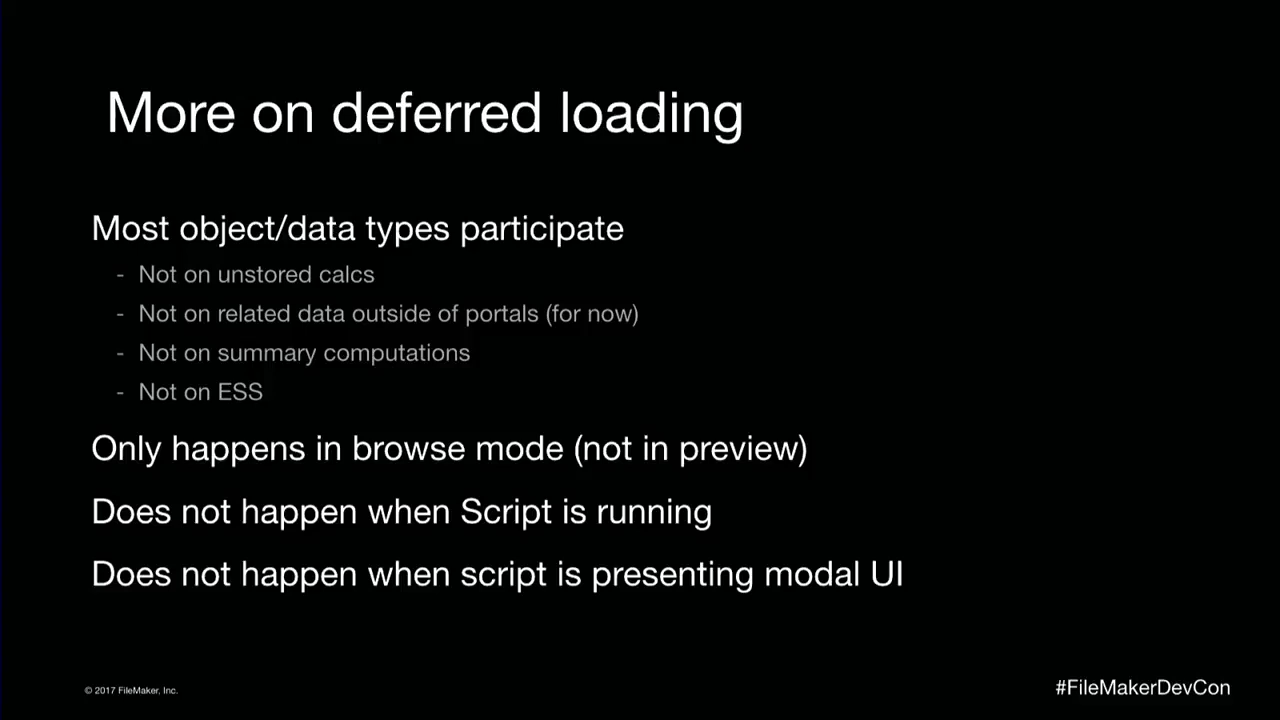 More on deferred loading
Most object/data types participate
- Not on unstored calcs
- Not on related data outside of portals (for now)
- Not on summary computations
- Not on ESS
Only happens in browse mode (not in preview)
Does not happen when Script is running
Does not happen when script is presenting modal UI
© 2017 FileMaker, Inc.
#FileMakerDevCon